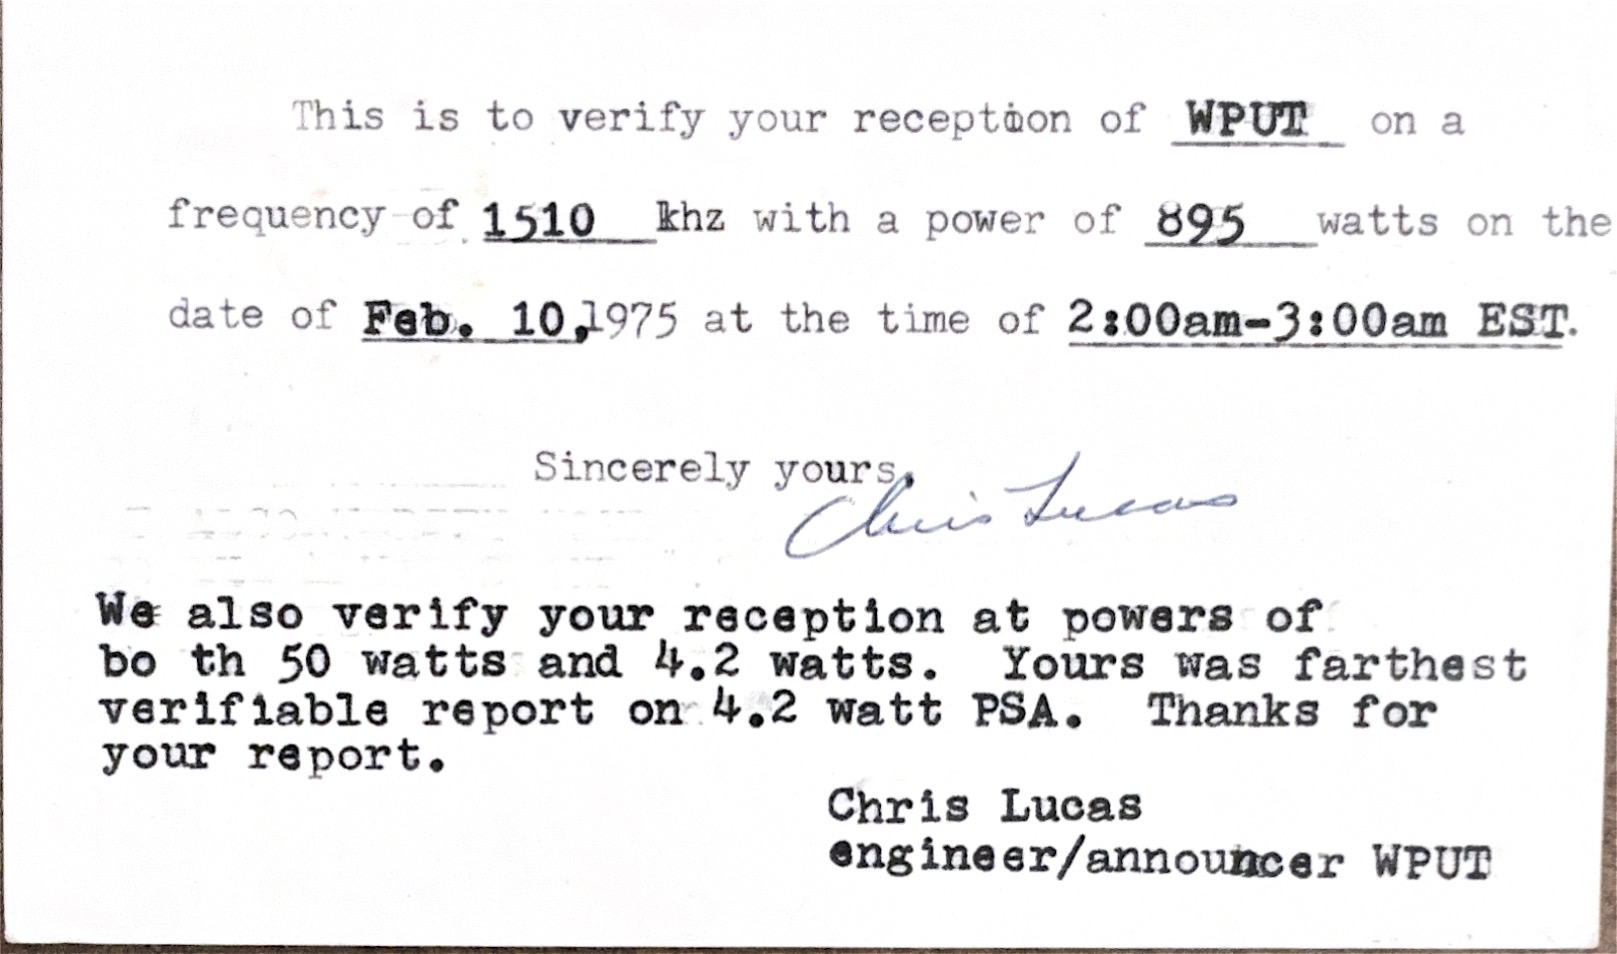 This is to verify your reception of WPUT on a
frequency of 1510 khz with a power of 895 watts on the
date of Feb. 10,1975 at the time of 2:00am-3:00am EST.
Sincerely yours,
Chris Lucas
We also verify your reception at powers of
bo th 50 watts and 4.2 watts. Yours was farthest
verifiable report on 4.2 watt PSA. Thanks for
your report.
Chris Lucas
engineer/announcer WPUT